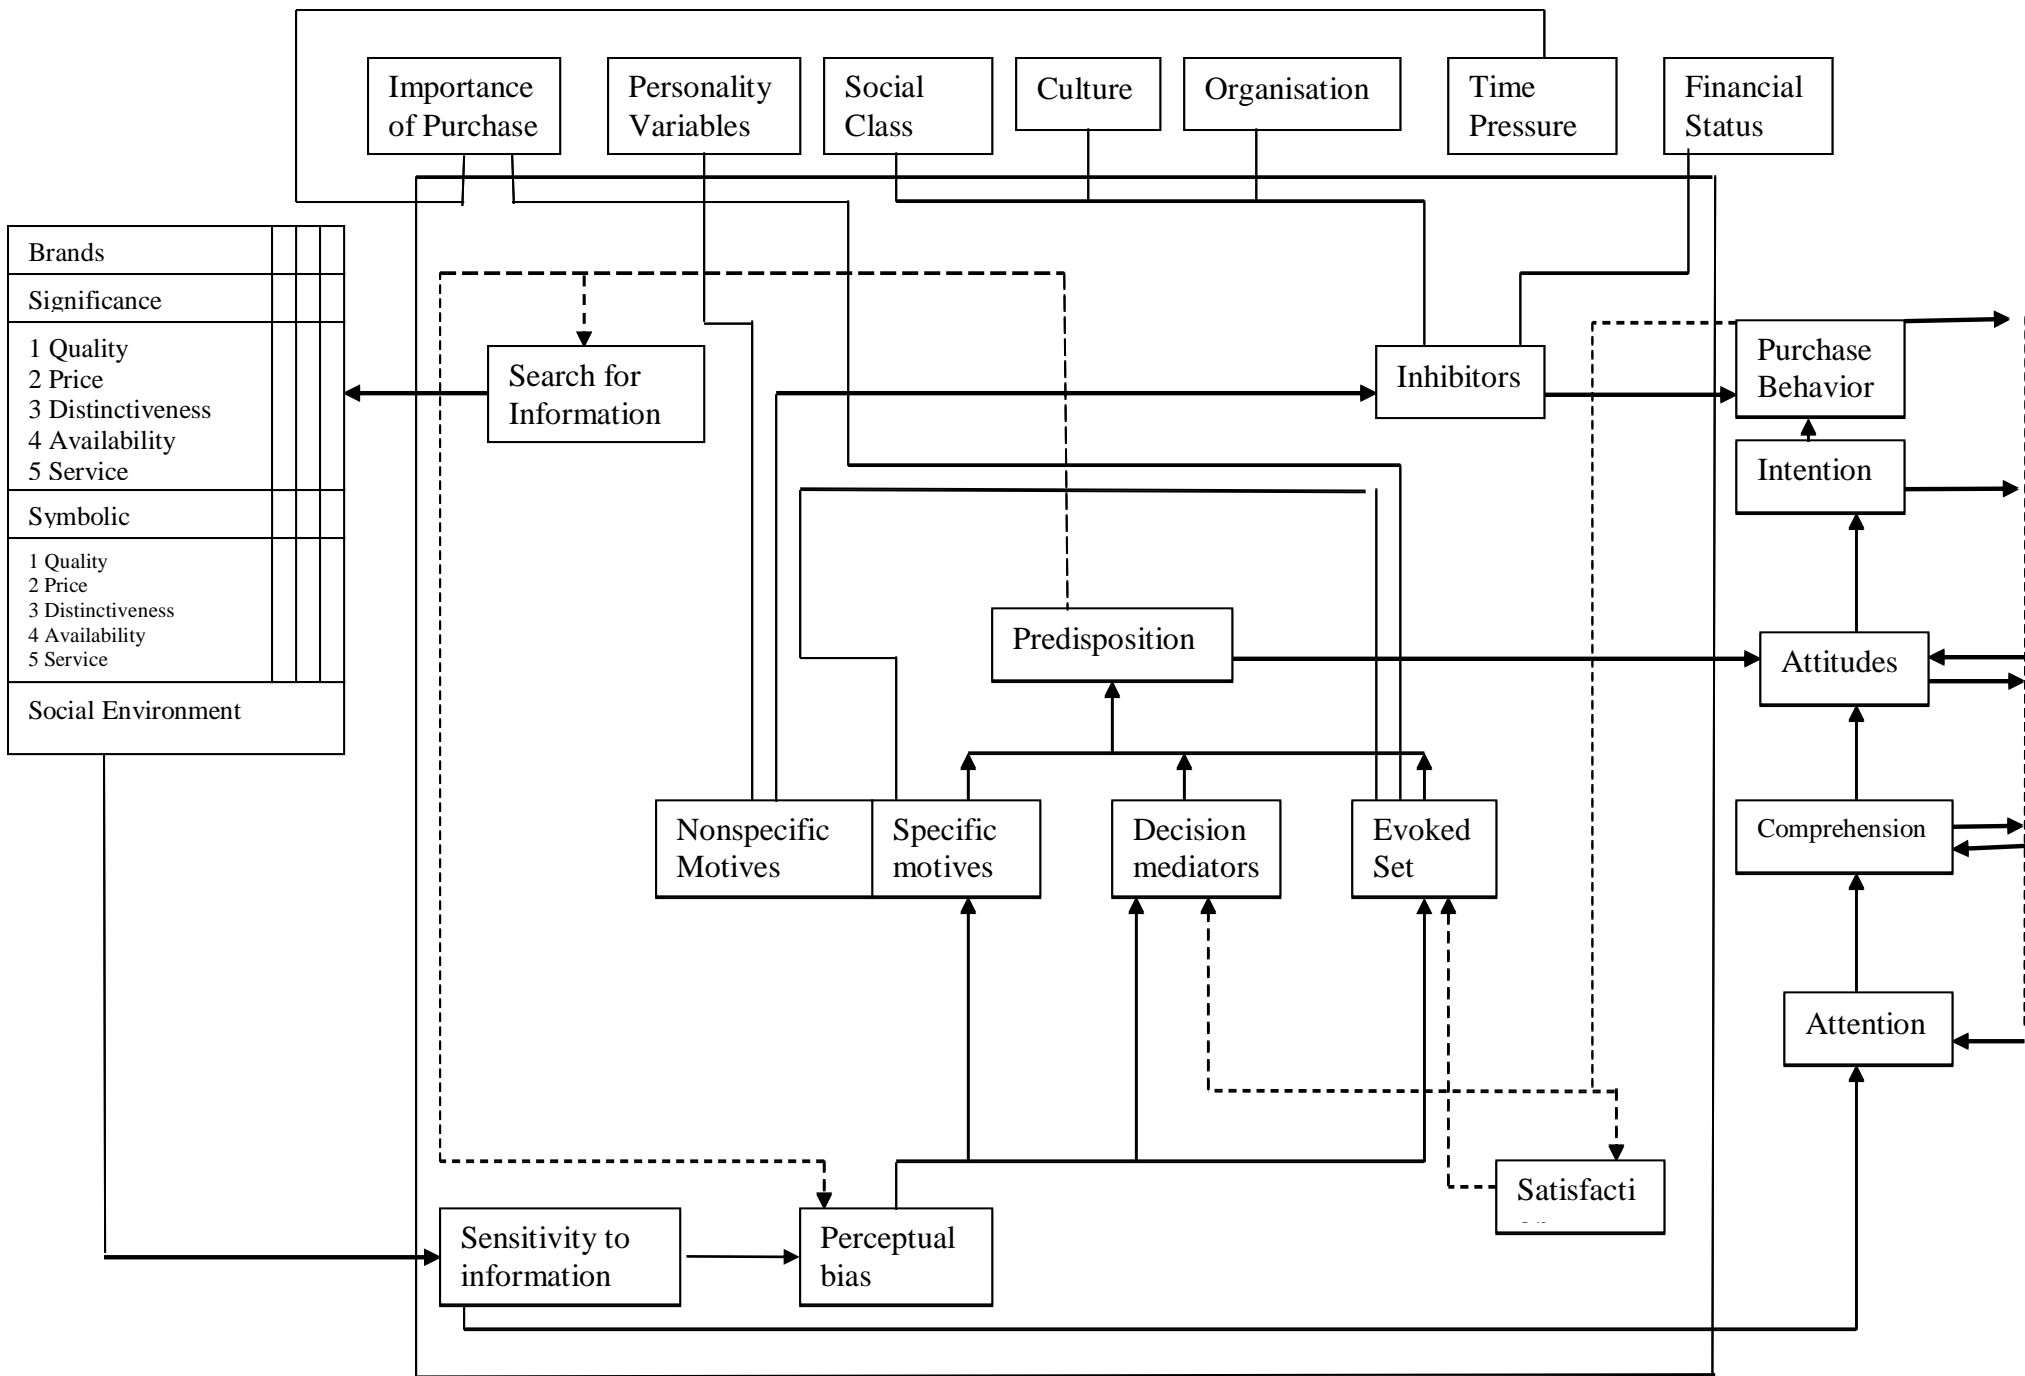 Importance
of Purchase
Personality
Variables
Social
Class
Culture
Organisation
Time
Pressure
Financial
Status
Brands
Significance
1 Quality
2 Price
3 Distinctiveness
4 Availability
5 Service
Symbolic
1 Quality
2 Price
3 Distinctiveness
4 Availability
5 Service
Social Environment
Search for
Information
Inhibitors
Purchase
Behavior
Intention
Predisposition
Attitudes
Nonspecific
Motives
Specific
motives
Decision
mediators
Evoked
Set
Comprehension
Attention
Satisfacti
Sensitivity to
information
Perceptual
bias